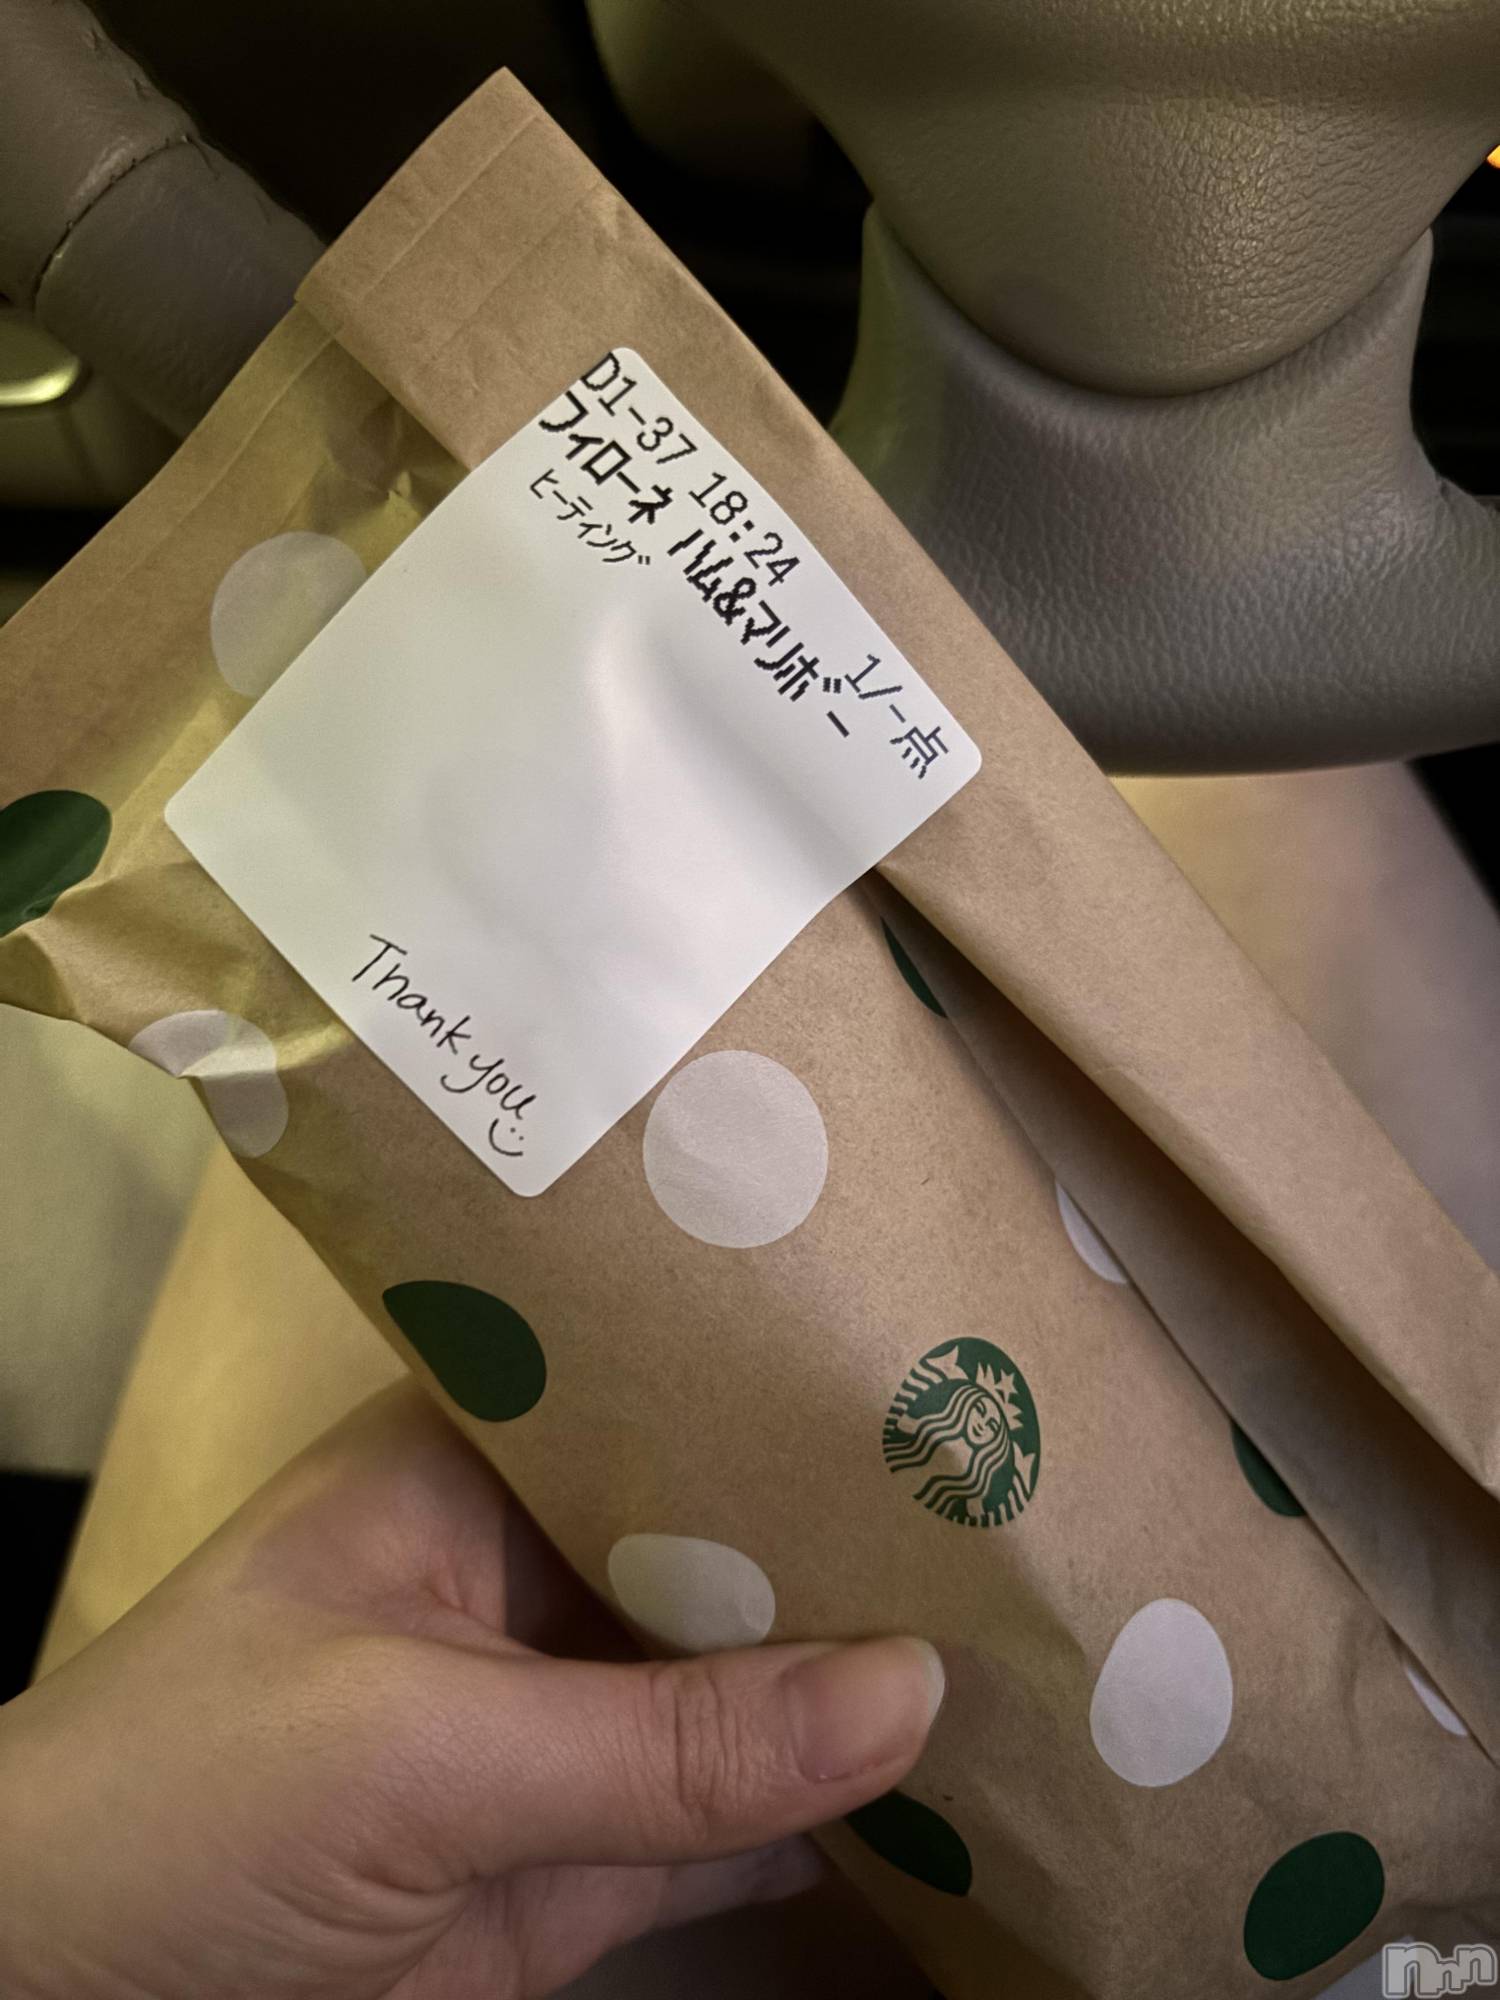 D1-37 18:24 1/-点
フィローネ ハム&マリボー
ヒーティング
Thank you
nnn